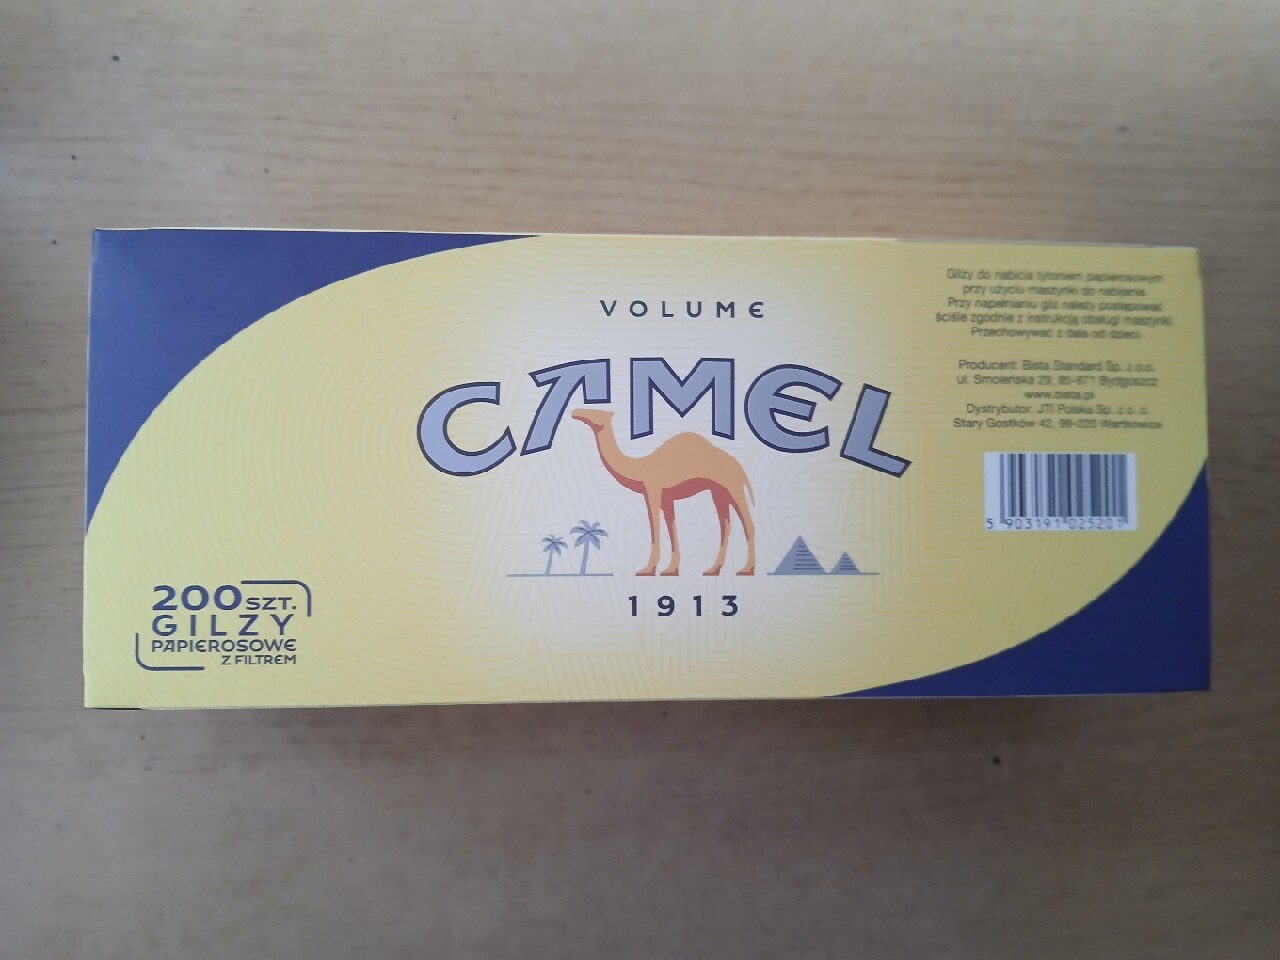 VOLUME
CAMEL
1913
200 SZT.
GILZY
PAPIEROSOWE
Z FILTREM
Gilzy do nabicia tytoniem papierosowym
przy użyciu maszynki do nabijania.
Przy napełnianiu gilz należy postępować
ściśle zgodnie z instrukcją obsługi maszynki.
Przechowywać z dala od dzieci.
Producent: Bista Standard Sp. z o.o.
ul. Smoleńska 29, 85-871 Bydgoszcz
www.bista.pl
Dystrybutor: JTI Polska Sp. z o. o.
Stary Gostków 42, 99-220 Wartkowice
5 903191 025201